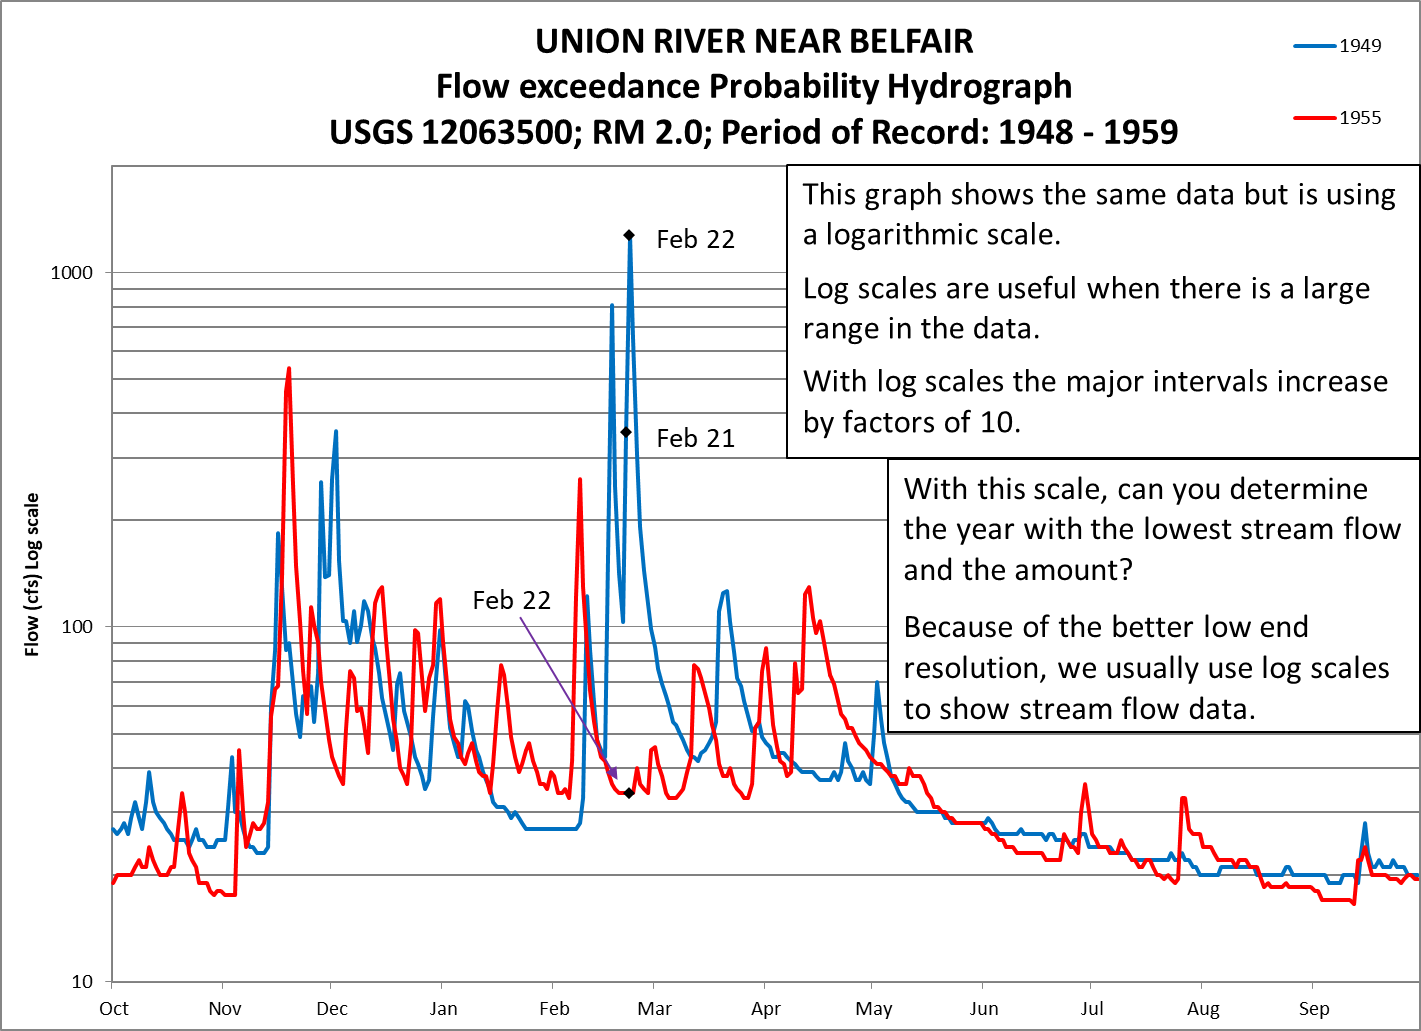 UNION RIVER NEAR BELFAIR
Flow exceedance Probability Hydrograph
USGS 12063500; RM 2.0; Period of Record: 1948 - 1959
1949
1955
This graph shows the same data but is using
a logarithmic scale.
Log scales are useful when there is a large
range in the data.
With log scales the major intervals increase
by factors of 10.
With this scale, can you determine
the year with the lowest stream flow
and the amount?
Because of the better low end
resolution, we usually use log scales
to show stream flow data.
Feb 22
Feb 21
Feb 22
Flow (cfs) Log scale
1000
100
10
Oct Nov Dec Jan Feb Mar Apr May Jun Jul Aug Sep